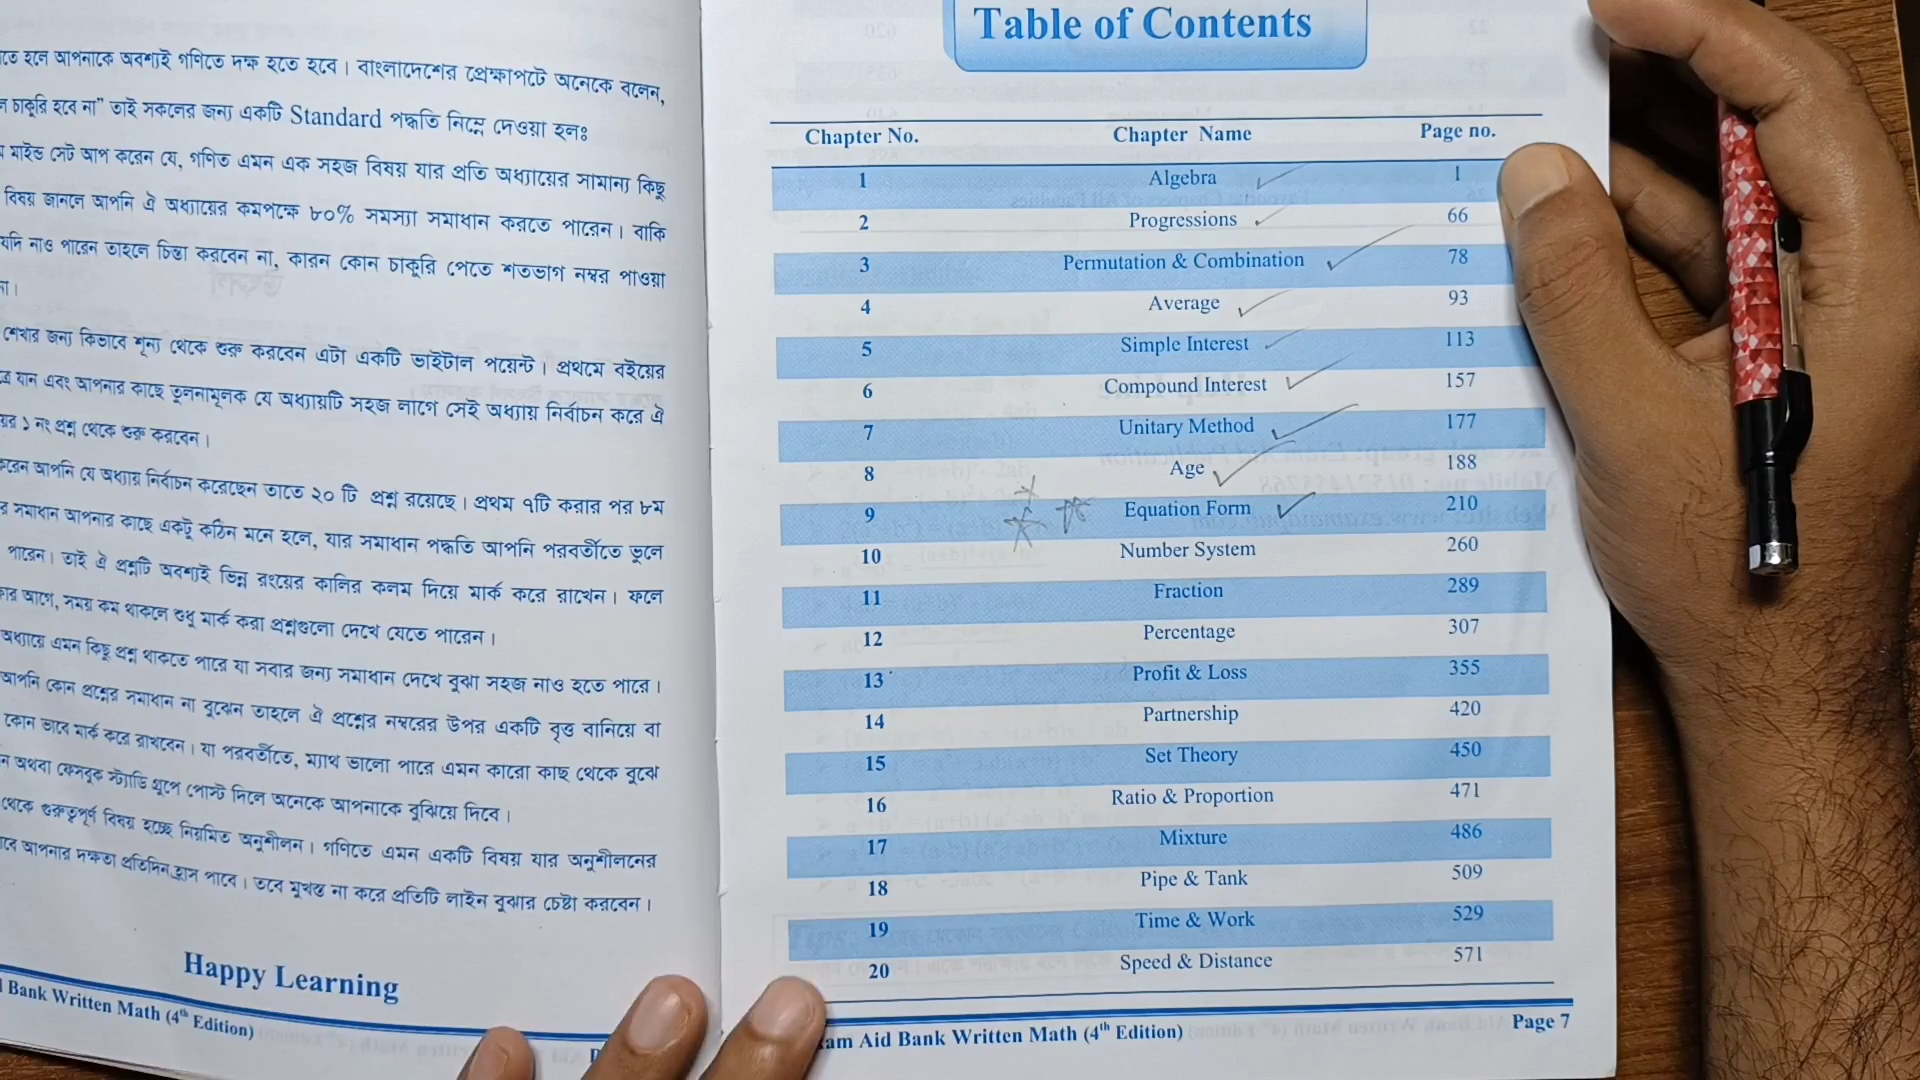 হলে আপনাকে অবশ্যই গণিতে দক্ষ হতে হবে। বাংলাদেশের প্রেক্ষাপটে অনেকে বলেন,
চাকুরি হবে না” তাই সকলের জন্য একটি Standard পদ্ধতি নিম্নে দেওয়া হলঃ
মাইন্ড সেট আপ করেন যে, গণিত এমন এক সহজ বিষয় যার প্রতি অধ্যায়ের সামান্য কিছু
বিষয় জানলে আপনি ঐ অধ্যায়ের কমপক্ষে ৮০% সমস্যা সমাধান করতে পারেন। বাকি
যদি নাও পারেন তাহলে চিন্তা করবেন না, কারন কোন চাকুরি পেতে শতভাগ নম্বর পাওয়া
শেখার জন্য কিভাবে শূন্য থেকে শুরু করবেন এটা একটি ভাইটাল পয়েন্ট। প্রথমে বইয়ের
যান এবং আপনার কাছে তুলনামূলক যে অধ্যায়টি সহজ লাগে সেই অধ্যায় নির্বাচন করে ঐ
১ নং প্রশ্ন থেকে শুরু করবেন।
আপনি যে অধ্যায় নির্বাচন করেছেন তাতে ২০ টি প্রশ্ন রয়েছে। প্রথম ৭টি করার পর ৮ম
সমাধান আপনার কাছে একটু কঠিন মনে হলে, যার সমাধান পদ্ধতি আপনি পরবর্তীতে ভুলে
পারেন। তাই ঐ প্রশ্নটি অবশ্যই ভিন্ন রংয়ের কালির কলম দিয়ে মার্ক করে রাখেন। ফলে
আগে, সময় কম থাকলে শুধু মার্ক করা প্রশ্নগুলো দেখে যেতে পারেন।
অধ্যায়ে এমন কিছু প্রশ্ন থাকতে পারে যা সবার জন্য সমাধান দেখে বুঝা সহজ নাও হতে পারে।
আপনি কোন প্রশ্নের সমাধান না বুঝেন তাহলে ঐ প্রশ্নের নম্বরের উপর একটি বৃত্ত বানিয়ে বা
কোন ভাবে মার্ক করে রাখবেন। যা পরবর্তীতে, ম্যাথ ভালো পারে এমন কারো কাছ থেকে বুঝে
অথবা ফেসবুক স্ট্যাডি গ্রুপে পোস্ট দিলে অনেকে আপনাকে বুঝিয়ে দিবে।
থেকে গুরুত্বপূর্ণ বিষয় হচ্ছে নিয়মিত অনুশীলন। গণিতে এমন একটি বিষয় যার অনুশীলনের
আপনার দক্ষতা প্রতিদিন হ্রাস পাবে। তবে মুখস্ত না করে প্রতিটি লাইন বুঝার চেষ্টা করবেন।
Happy Learning
Bank Written Math (4th Edition)
Table of Contents
Chapter No. Chapter Name Page no.
1 Algebra 1
2 Progressions 66
3 Permutation & Combination 78
4 Average 93
5 Simple Interest 113
6 Compound Interest 157
7 Unitary Method 177
8 Age 188
9 Equation Form 210
10 Number System 260
11 Fraction 289
12 Percentage 307
13 Profit & Loss 355
14 Partnership 420
15 Set Theory 450
16 Ratio & Proportion 471
17 Mixture 486
18 Pipe & Tank 509
19 Time & Work 529
20 Speed & Distance 571
am Aid Bank Written Math (4th Edition) Page 7